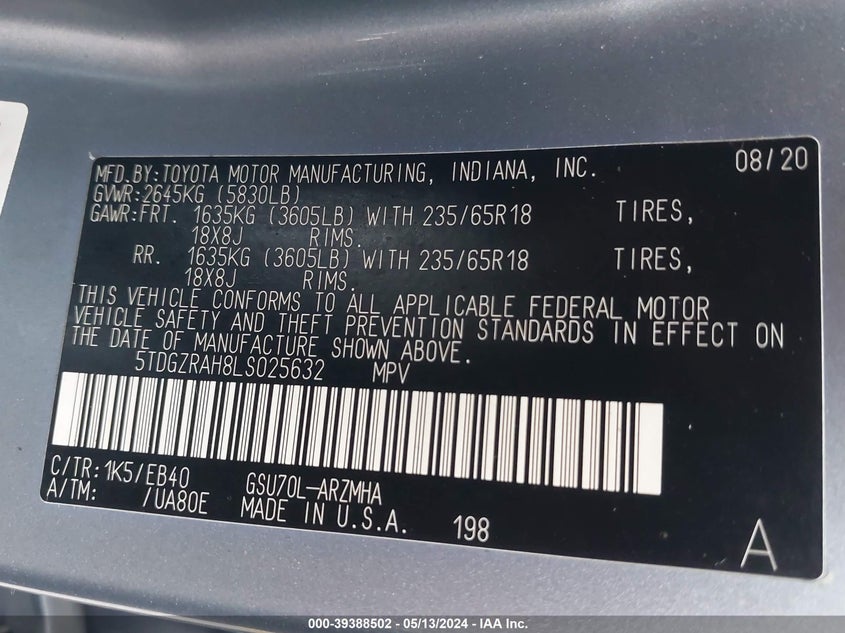 MFD.BY:TOYOTA MOTOR MANUFACTURING, INDIANA, INC. 08/20
GVWR:2645KG (5830LB)
GAWR:FRT. 1635KG (3605LB) WITH 235/65R18 TIRES,
18X8J RIMS.
RR. 1635KG (3605LB) WITH 235/65R18 TIRES,
18X8J RIMS.
THIS VEHICLE CONFORMS TO ALL APPLICABLE FEDERAL MOTOR
VEHICLE SAFETY AND THEFT PREVENTION STANDARDS IN EFFECT ON
THE DATE OF MANUFACTURE SHOWN ABOVE.
5TDGZRAH8LS025632 MPV
C/TR:1K5/EB40 GSU70L-ARZMHA
A/TM: /UA80E MADE IN U.S.A. 198 A
000-39388502 - 05/13/2024 - IAA Inc.